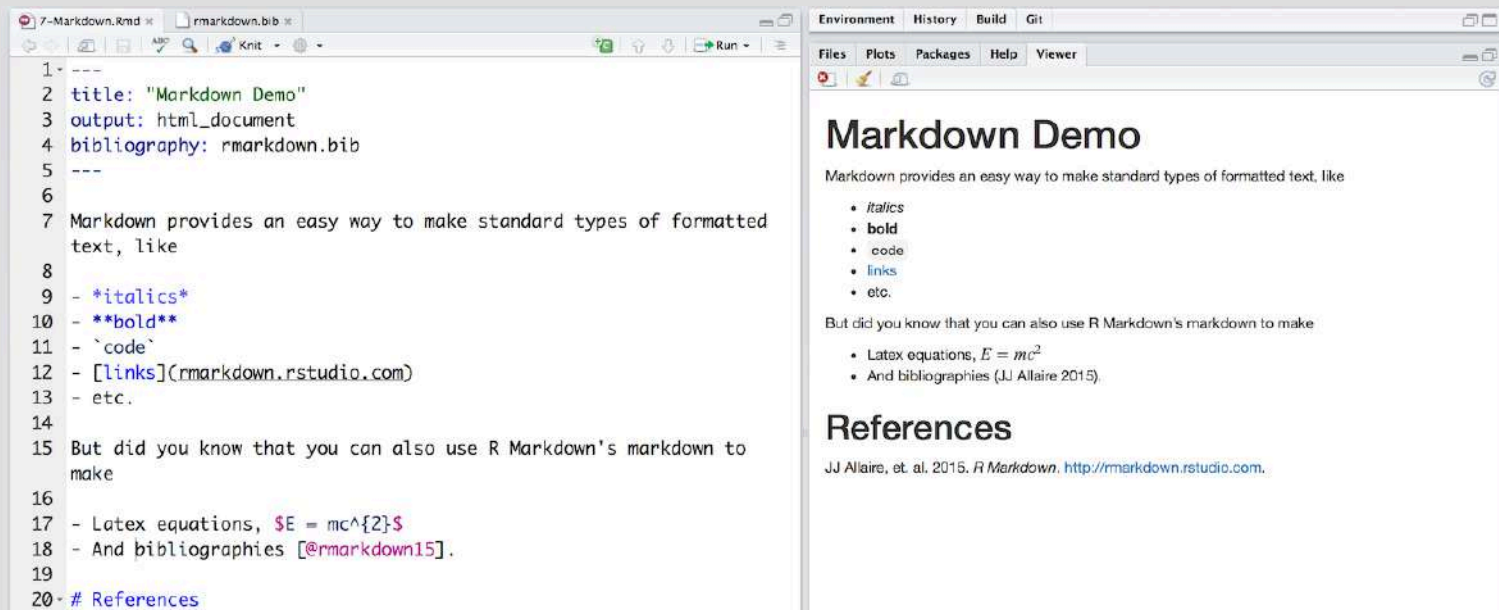 7-Markdown.Rmd
rmarkdown.bib
ABC
Knit
Run
1 ---
2 title: "Markdown Demo"
3 output: html_document
4 bibliography: rmarkdown.bib
5 ---
6
7 Markdown provides an easy way to make standard types of formatted
text, like
8
9 - *italics*
10 - **bold**
11 - `code`
12 - [links](rmarkdown.rstudio.com)
13 - etc.
14
15 But did you know that you can also use R Markdown's markdown to
make
16
17 - Latex equations, $E = mc^{2}$
18 - And bibliographies [@rmarkdown15].
19
20 # References
Environment History Build Git
Files Plots Packages Help Viewer
Markdown Demo
Markdown provides an easy way to make standard types of formatted text, like
• italics
• bold
• code
• links
• etc.
But did you know that you can also use R Markdown's markdown to make
• Latex equations, E = mc²
• And bibliographies (JJ Allaire 2015).
References
JJ Allaire, et. al. 2015. R Markdown. http://rmarkdown.rstudio.com.